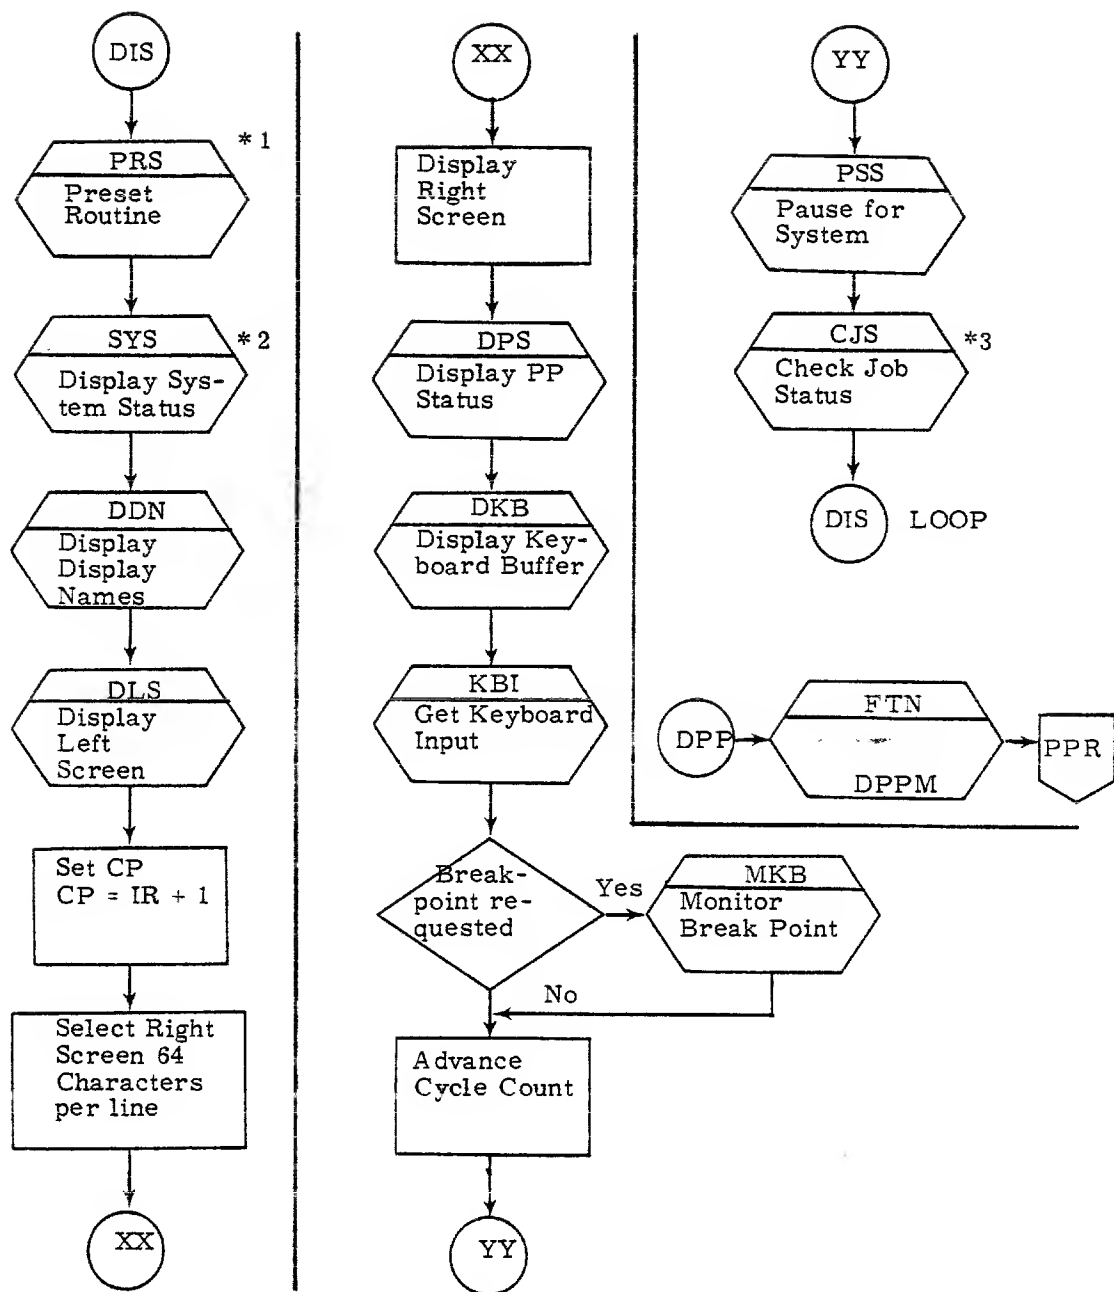 DIS
PRS
*1
Preset
Routine
SYS
*2
Display Sys-
tem Status
DDN
Display
Display
Names
DLS
Display
Left
Screen
Set CP
CP = IR + 1
Select Right
Screen 64
Characters
per line
XX
XX
Display
Right
Screen
DPS
Display PP
Status
DKB
Display Key-
board Buffer
KBI
Get Keyboard
Input
Break-
point re-
quested
Yes
MKB
Monitor
Break Point
No
Advance
Cycle Count
YY
YY
PSS
Pause for
System
CJS
*3
Check Job
Status
DIS
LOOP
DPP
FTN
DPPM
PPR